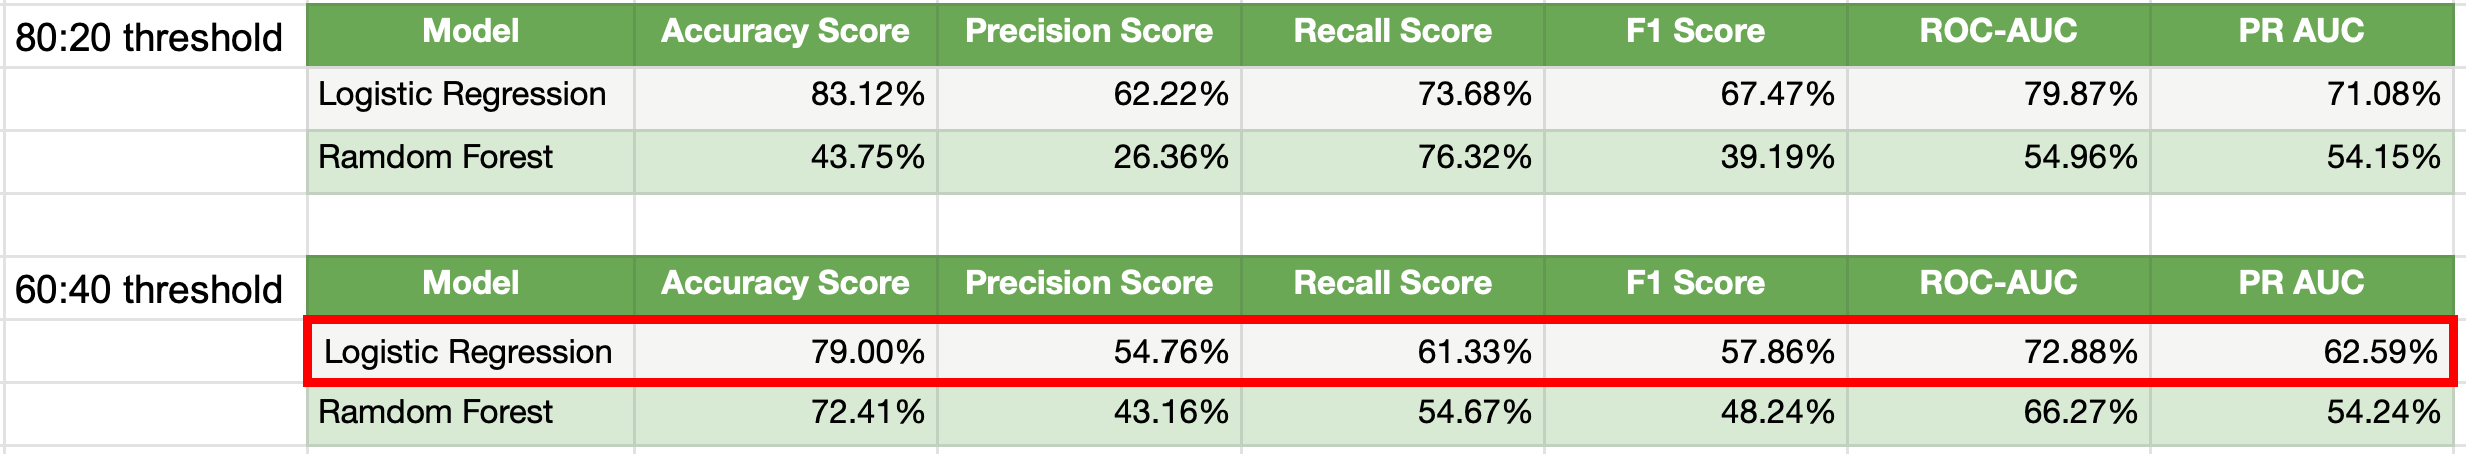 80:20 threshold Model Accuracy Score Precision Score Recall Score F1 Score ROC-AUC PR AUC
Logistic Regression 83.12% 62.22% 73.68% 67.47% 79.87% 71.08%
Ramdom Forest 43.75% 26.36% 76.32% 39.19% 54.96% 54.15%
60:40 threshold Model Accuracy Score Precision Score Recall Score F1 Score ROC-AUC PR AUC
Logistic Regression 79.00% 54.76% 61.33% 57.86% 72.88% 62.59%
Ramdom Forest 72.41% 43.16% 54.67% 48.24% 66.27% 54.24%